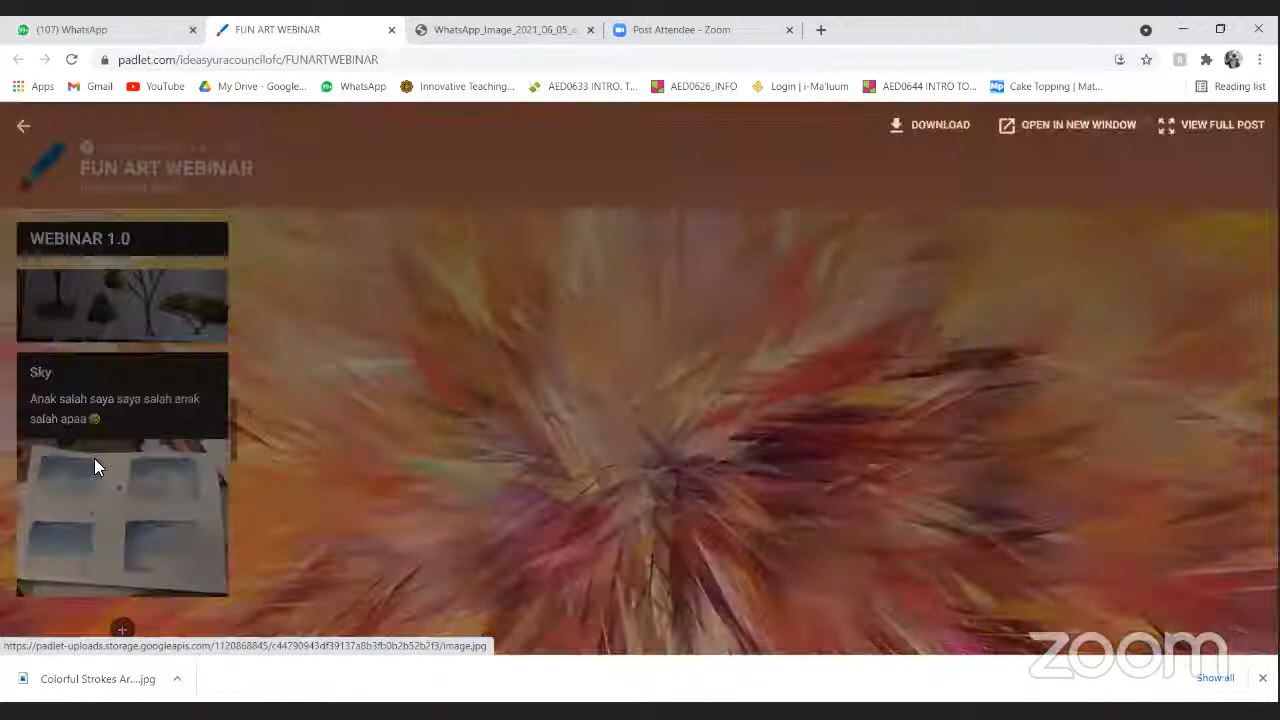 (107) WhatsApp
FUN ART WEBINAR
WhatsApp_Image_2021_06_05_a
Post Attendee - Zoom
padlet.com/ideasyuracouncilofc/FUNARTWEBINAR
Apps
Gmail
YouTube
My Drive - Googl
WhatsApp
Innovative Teaching...
AED0633 INTRO. T...
AED0626_INFO
Login | i-Ma'luum
AED0644 INTRO TO...
Cake Topping | Mat...
Reading list
DOWNLOAD
OPEN IN NEW WINDOW
VIEW FULL POST
FUN ART WEBINAR
WEBINAR 1.0
Sky
Anak salah saya saya salah anak
salah apaa
https://padlet-uploads.storage.googleapis.com/1120868845/c44790943df39137a8b3fb0b2b52b2f3/image.jpg
zoom
Colorful Strokes Ar....jpg
Show all